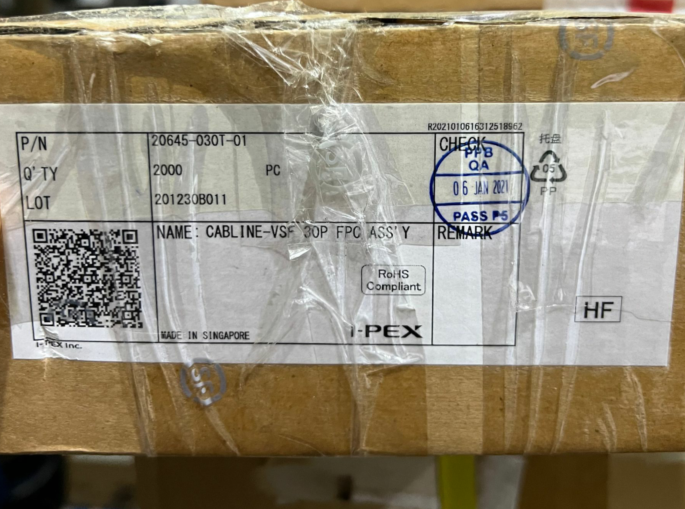 R2021010616312518962
P/N 20645-030T-01
Q'TY 2000 PC
LOT 201230B011
CHECK
PPB
QA
06 JAN 2021
PASS P5
托盘
05
PP
NAME: CABLINE-VSF 30P FPC ASS'Y
REMARK
RoHS
Compliant
HF
MADE IN SINGAPORE
i-PEX
I-PEX Inc.